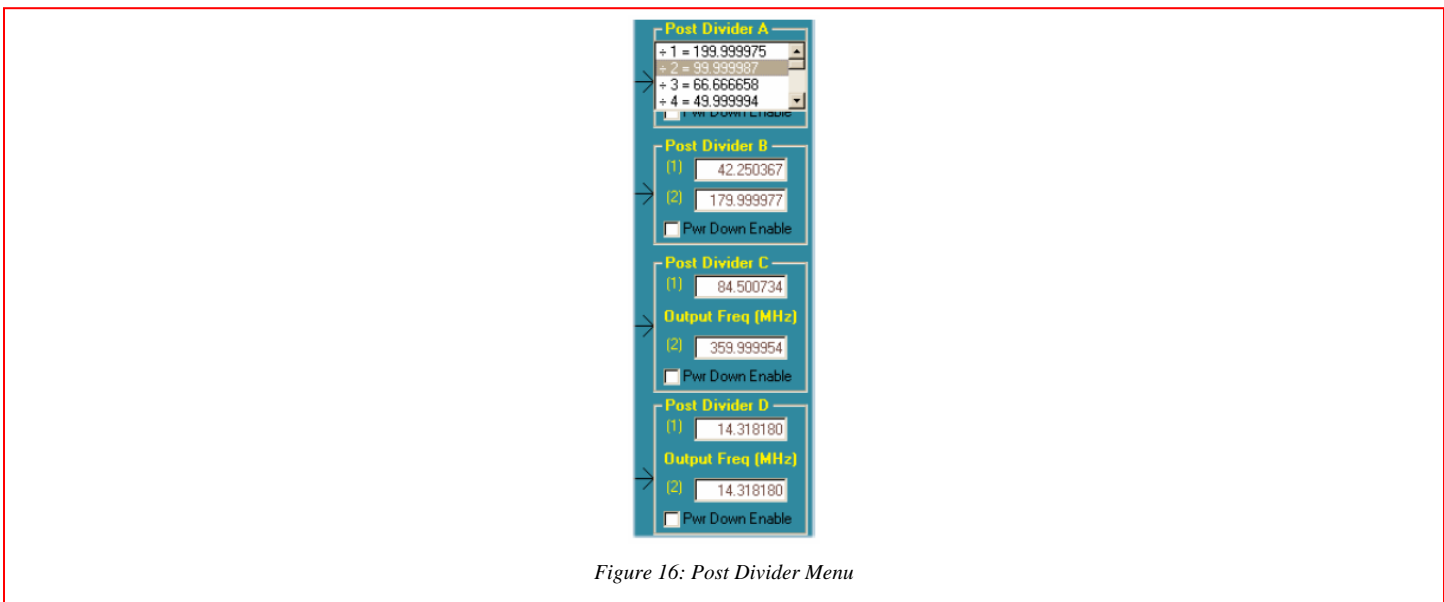 Post Divider A
÷ 1 = 199.999975
÷ 2 = 99.999987
÷ 3 = 66.666658
÷ 4 = 49.999994
Pwr Down Enable
Post Divider B
(1) 42.250367
(2) 179.999977
Pwr Down Enable
Post Divider C
(1) 84.500734
Output Freq (MHz)
(2) 359.999954
Pwr Down Enable
Post Divider D
(1) 14.318180
Output Freq (MHz)
(2) 14.318180
Pwr Down Enable
Figure 16: Post Divider Menu